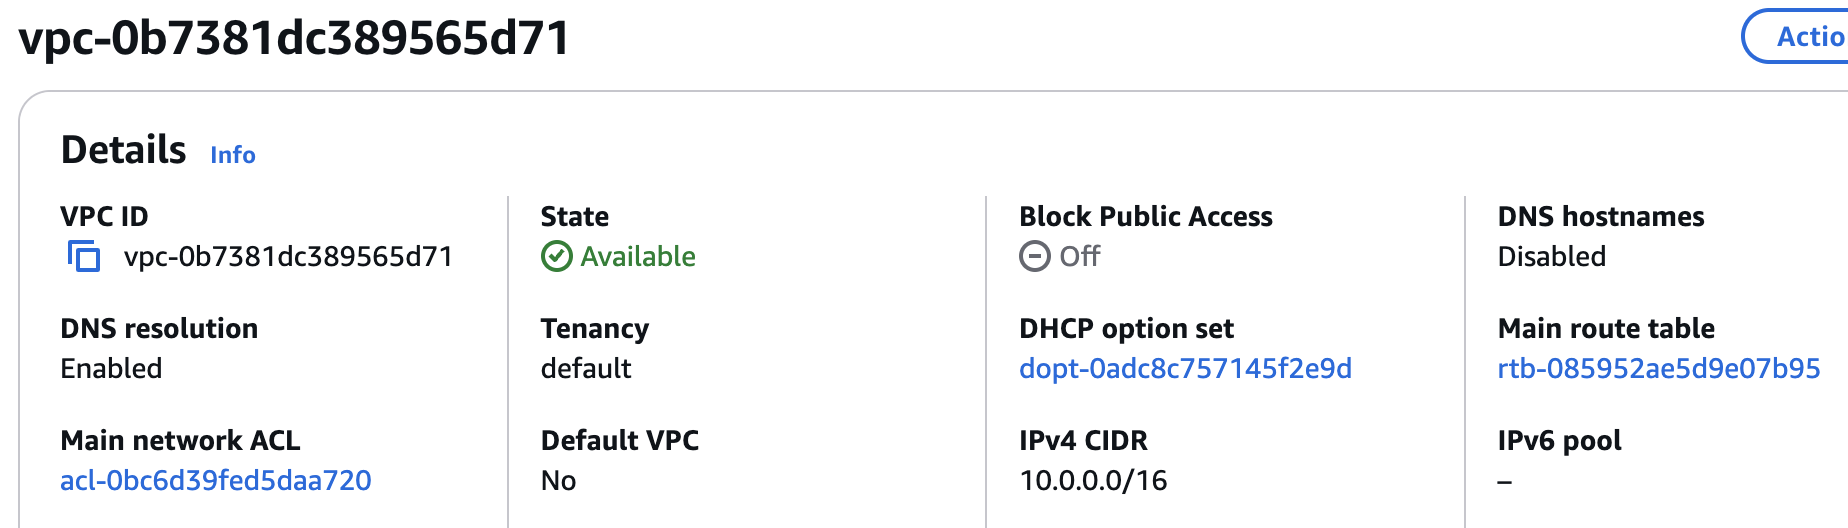 vpc-0b7381dc389565d71
Actio
Details Info
VPC ID
vpc-0b7381dc389565d71
State
Available
Block Public Access
Off
DNS hostnames
Disabled
DNS resolution
Enabled
Tenancy
default
DHCP option set
dopt-0adc8c757145f2e9d
Main route table
rtb-085952ae5d9e07b95
Main network ACL
acl-0bc6d39fed5daa720
Default VPC
No
IPv4 CIDR
10.0.0.0/16
IPv6 pool
–